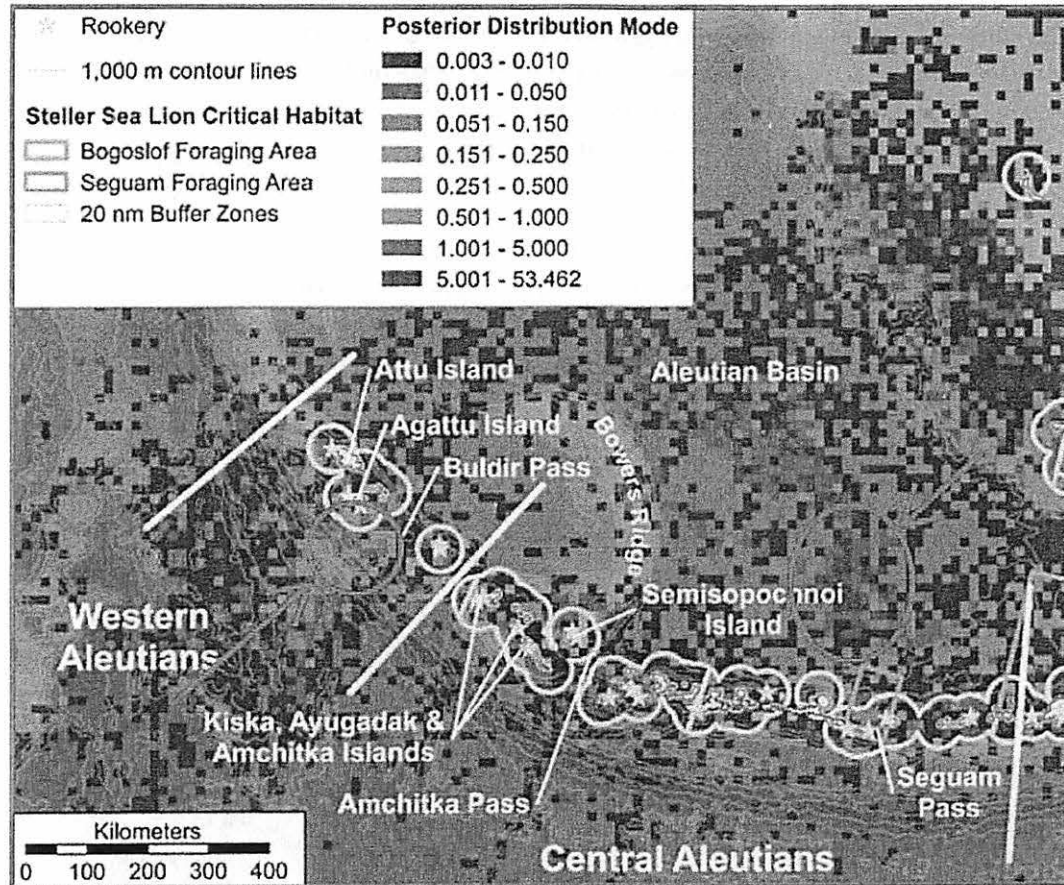 Rookery
1,000 m contour lines
Steller Sea Lion Critical Habitat
Bogoslof Foraging Area
Seguam Foraging Area
20 nm Buffer Zones
Posterior Distribution Mode
0.003 - 0.010
0.011 - 0.050
0.051 - 0.150
0.151 - 0.250
0.251 - 0.500
0.501 - 1.000
1.001 - 5.000
5.001 - 53.462
Attu Island
Aleutian Basin
Agattu Island
Buldir Pass
Bowers Ridge
Semisopochnoi
Island
Western
Aleutians
Kiska, Ayugadak &
Amchitka Islands
Amchitka Pass
Seguam
Pass
Central Aleutians
Kilometers
0 100 200 300 400